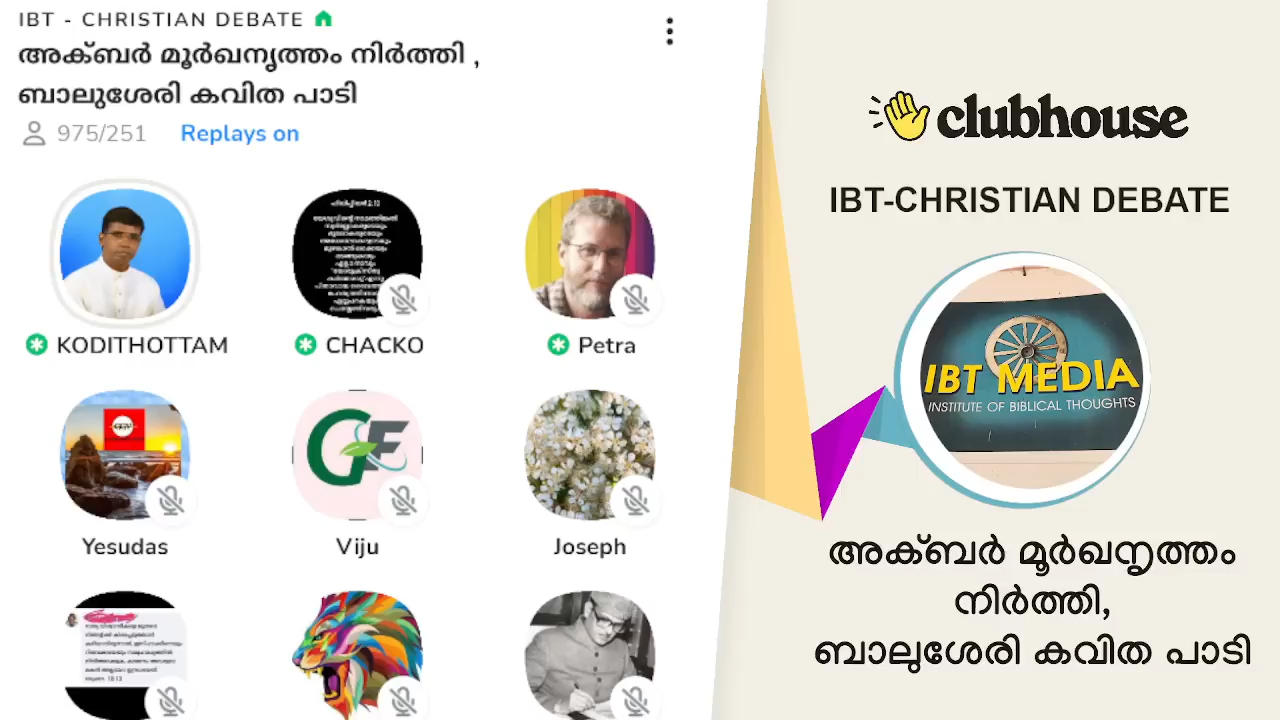 IBT - CHRISTIAN DEBATE
അക്ബർ മൂർഖനൃത്തം നിർത്തി ,
ബാലുശേരി കവിത പാടി
975/251 Replays on
KODITHOTTAM CHACKO Petra
Yesudas Viju Joseph
clubhouse
IBT-CHRISTIAN DEBATE
IBT MEDIA
INSTITUTE OF BIBLICAL THOUGHTS
അക്ബർ മൂർഖനൃത്തം
നിർത്തി,
ബാലുശേരി കവിത പാടി